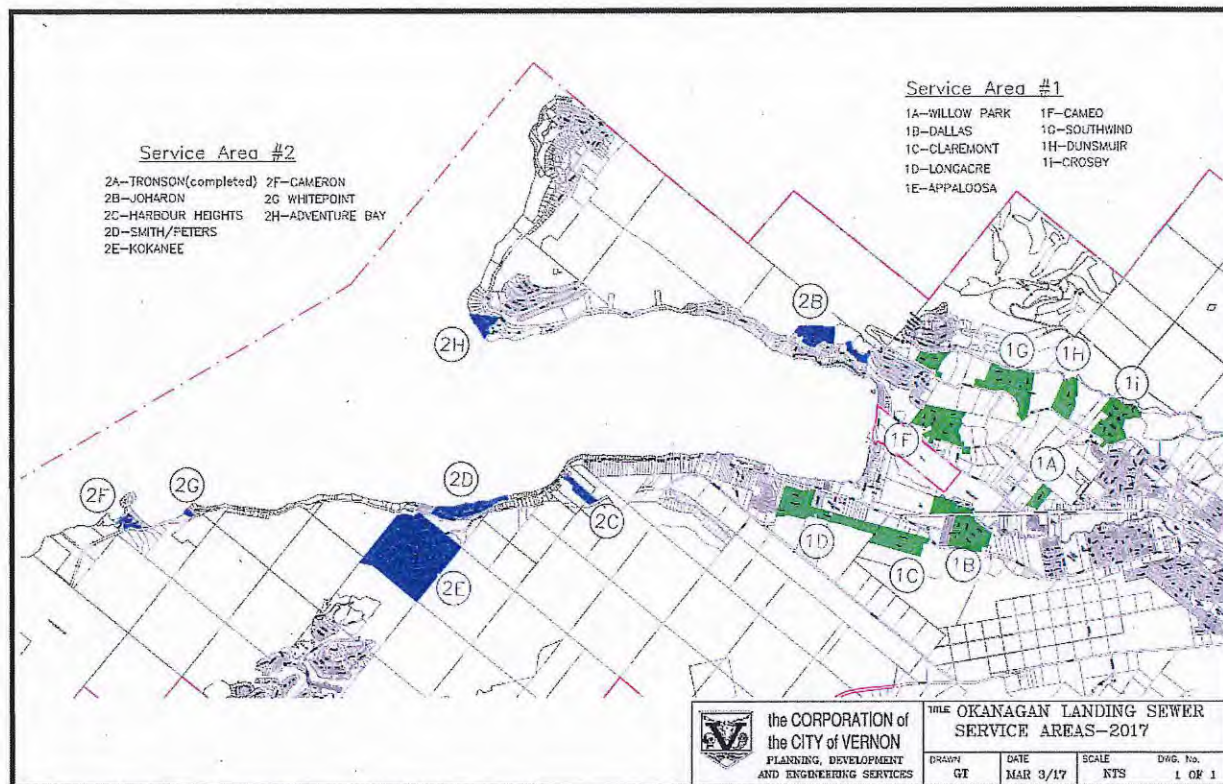 Service Area #2
2A-TRONSON(completed) 2F-CAMERON
2B-JOHARON 2G WHITEPOINT
2C-HARBOUR HEIGHTS 2H-ADVENTURE BAY
2D-SMITH/PETERS
2E-KOKANEE
Service Area #1
1A-WILLOW PARK 1F-CAMEO
1B-DALLAS 1G-SOUTHWIND
1C-CLAREMONT 1H-DUNSMUIR
1D-LONGACRE 1i-CROSBY
1E-APPALOOSA
2B
2H
1G
1H
1i
1F
1A
2D
2F
2G
2C
1D
1C
1B
2E
V
the CORPORATION of
the CITY of VERNON
PLANNING, DEVELOPMENT
AND ENGINEERING SERVICES
TITLE OKANAGAN LANDING SEWER
SERVICE AREAS-2017
DRAWN DATE SCALE DWG. No.
GT MAR 3/17 NTS 1 OF 1